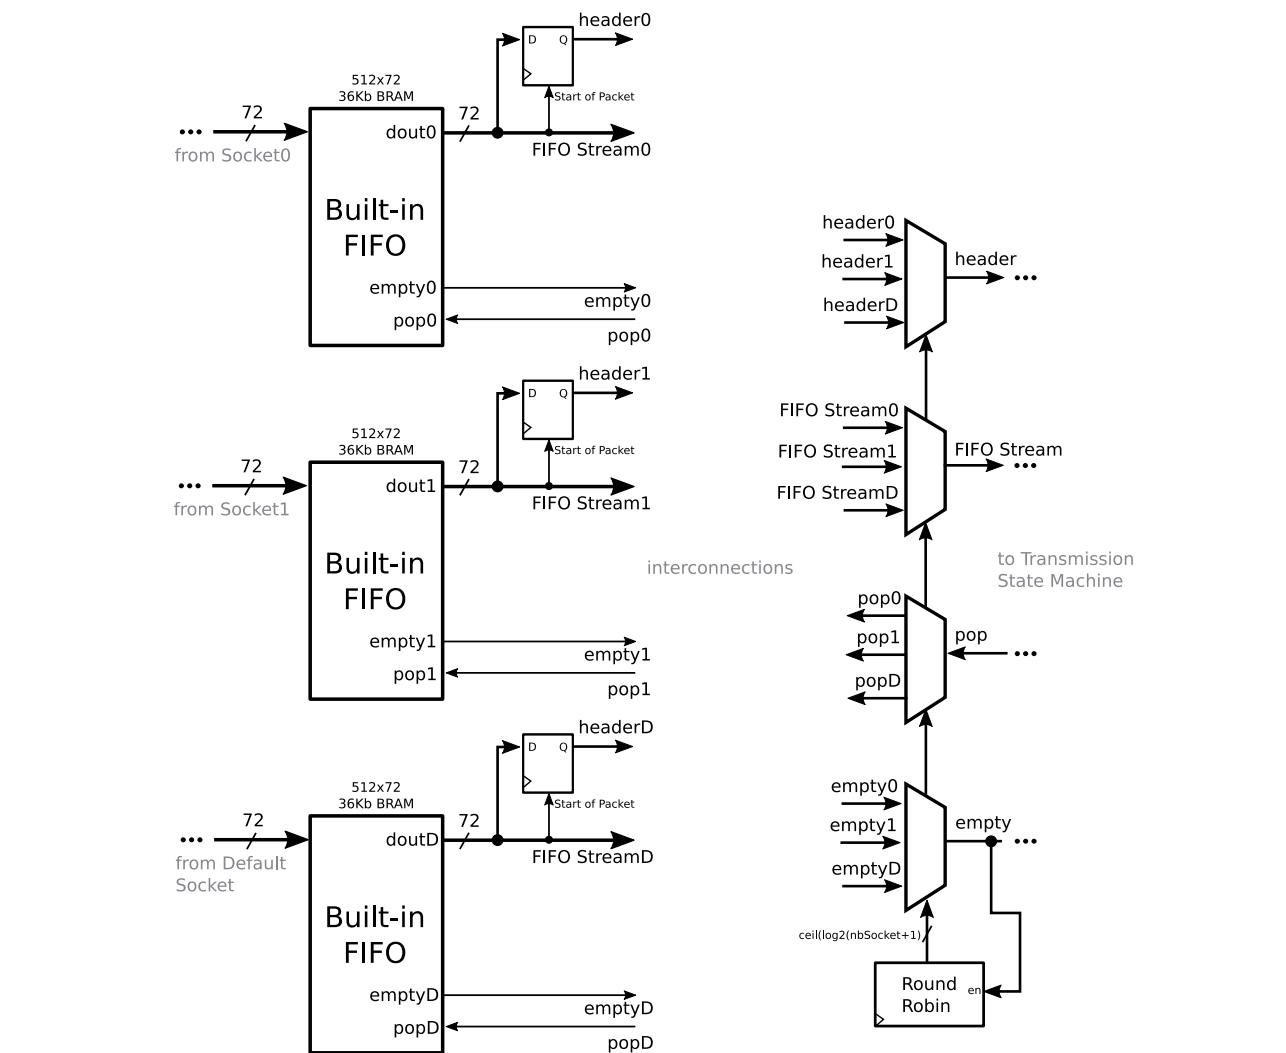 header0
D Q
Start of Packet
512x72
36Kb BRAM
72
from Socket0
dout0
72
FIFO Stream0
Built-in
FIFO
empty0
empty0
pop0
pop0
header1
D Q
Start of Packet
512x72
36Kb BRAM
72
from Socket1
dout1
72
FIFO Stream1
Built-in
FIFO
empty1
empty1
pop1
pop1
headerD
D Q
Start of Packet
512x72
36Kb BRAM
72
from Default
Socket
doutD
72
FIFO StreamD
Built-in
FIFO
emptyD
emptyD
popD
popD
interconnections
header0
header1
headerD
header
FIFO Stream0
FIFO Stream1
FIFO StreamD
FIFO Stream
to Transmission
State Machine
pop0
pop1
popD
pop
empty0
empty1
emptyD
empty
ceil(log2(nbSocket+1)
Round
Robin
en